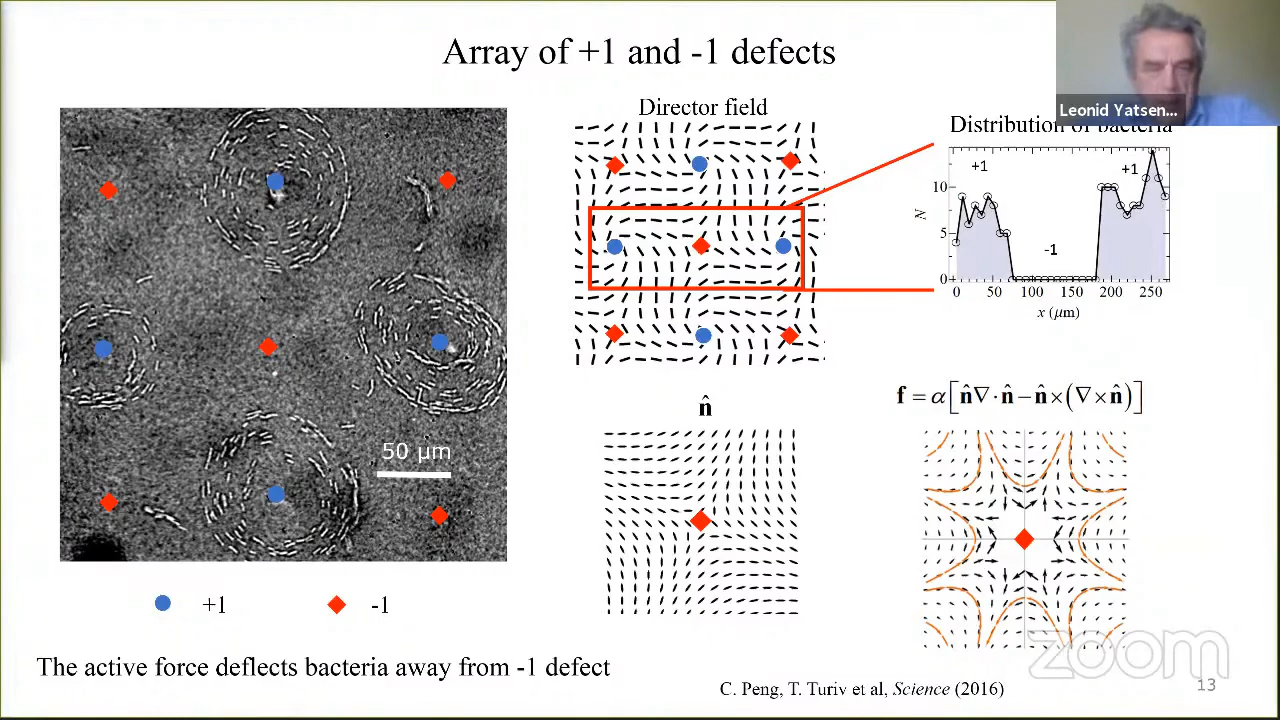 Array of +1 and -1 defects
Leonid Yatsen...
Director field
Distribution of bacteria
+1
+1
10
N
5
-1
0
0
50
100
150
200
250
x (μm)
50 μm
n̂
f = α[n̂∇·n̂ − n̂×(∇×n̂)]
+1
-1
The active force deflects bacteria away from -1 defect
C. Peng, T. Turiv et al, Science (2016)
zoom
13